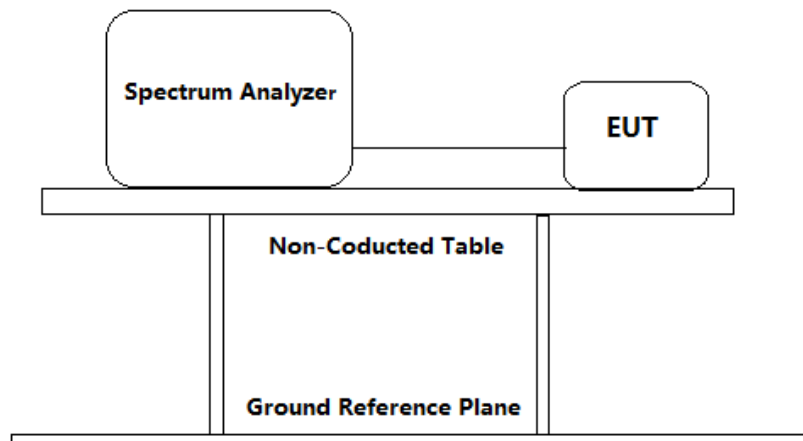 Spectrum Analyzer
EUT
Non-Coducted Table
Ground Reference Plane